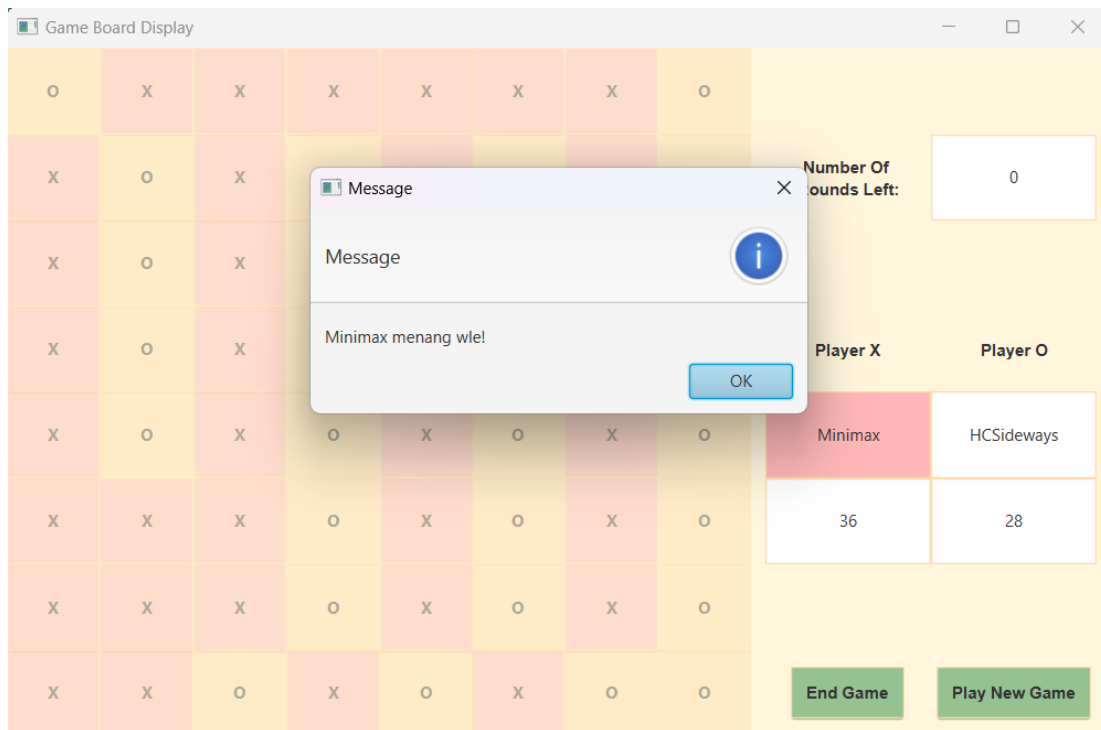 Game Board Display
O X X X X X X O
X O X
Number Of
ounds Left:
0
Message
Message
X O X
Minimax menang wle!
X O X
OK
Player X Player O
X O X O X O X O
Minimax HCSideways
X X X O X O X O
36 28
X X X O X O X O
X X O X O X O O
End Game Play New Game